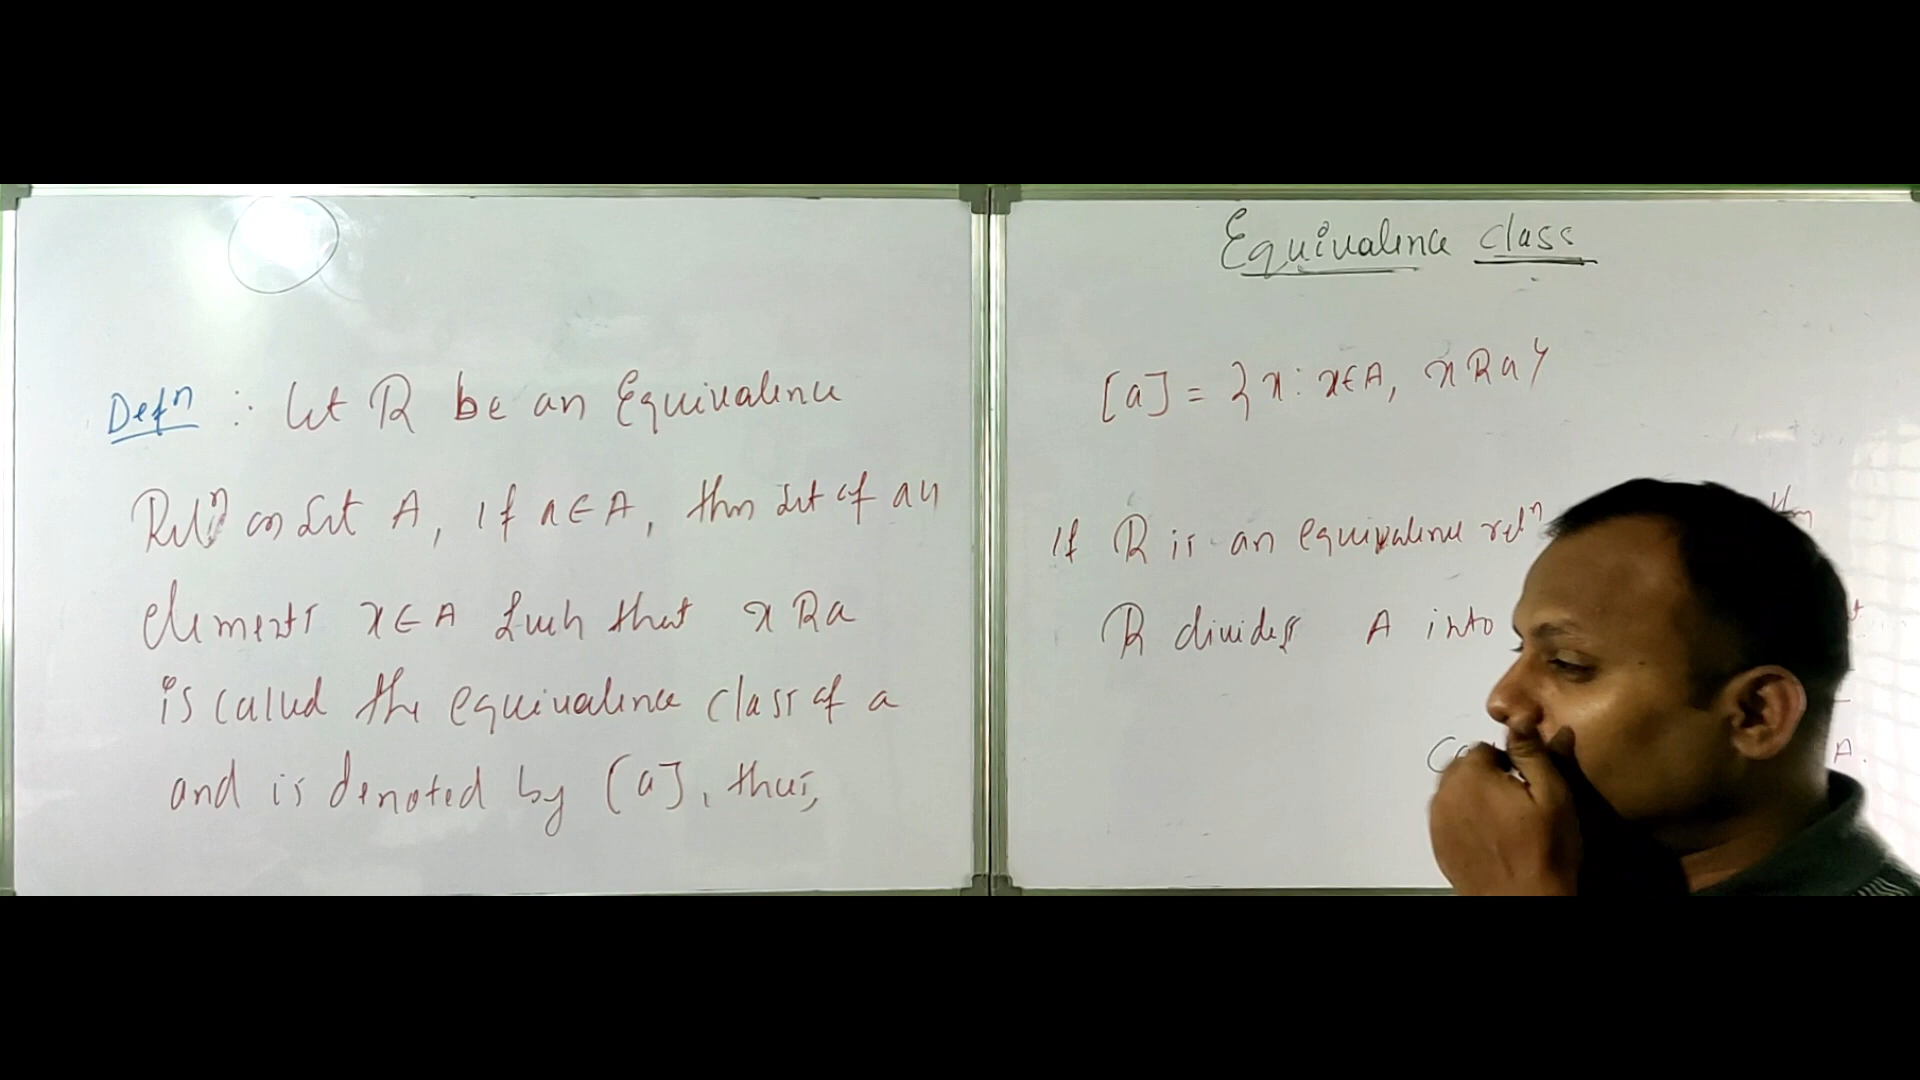 Defn : Let R be an Equivalence
Reln on Set A, If a ∈ A, then Set of all
elements x ∈ A Such that x R a
is called the equivalence class of a
and is denoted by [a], thus,
Equivalence class
[a] = { x : x ∈ A, x R a }
If R is an equivalence reln
R divides A into
A.